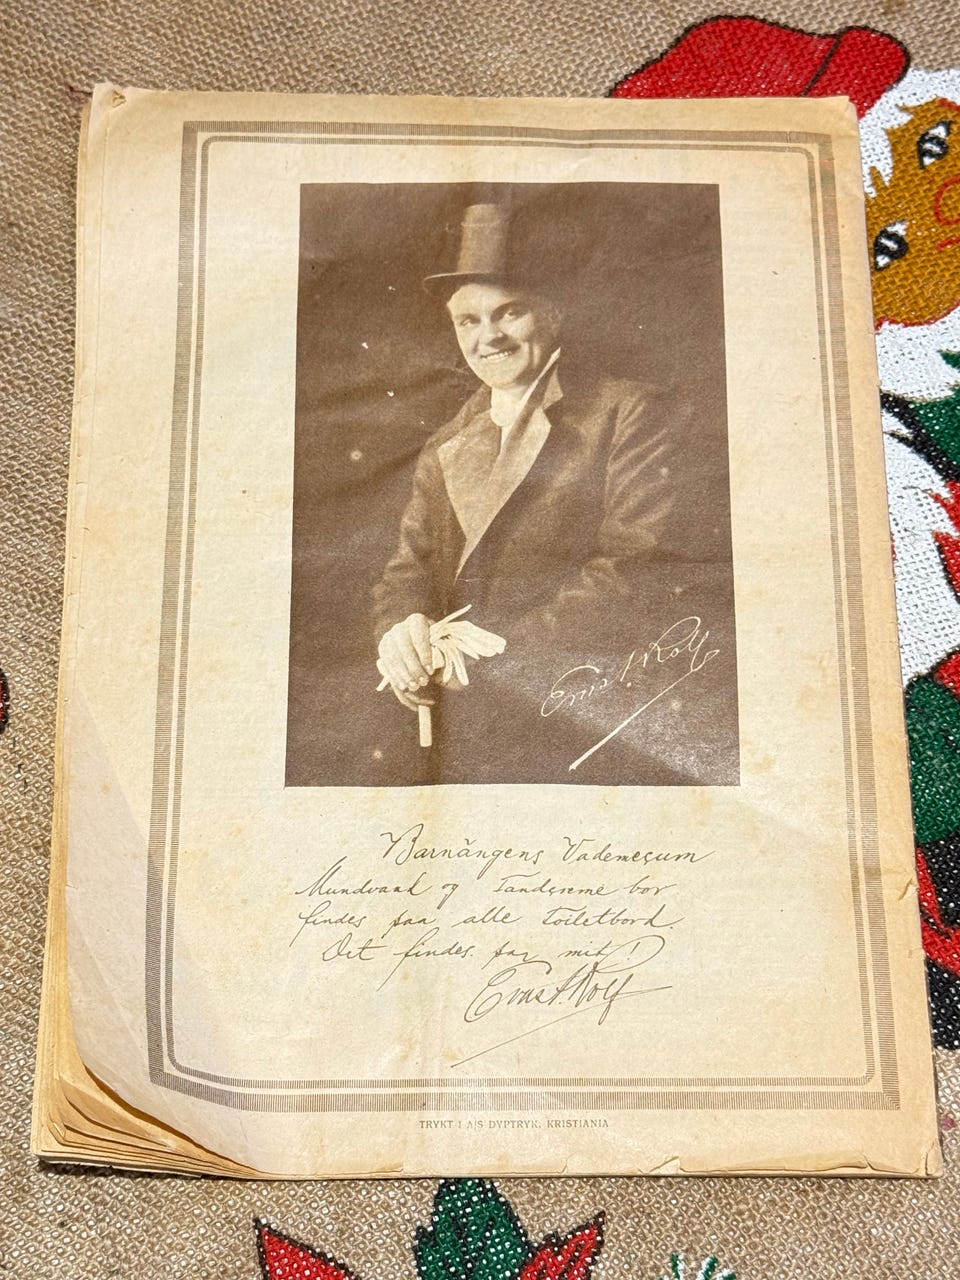 Ernst Rolf
Barnängens Vademecum
Mundvand og Tandcreme bor
findes paa alle Toiletbord.
Det findes paa mit!
Ernst Rolf
TRYKT I A/S DYPTRYK, KRISTIANIA